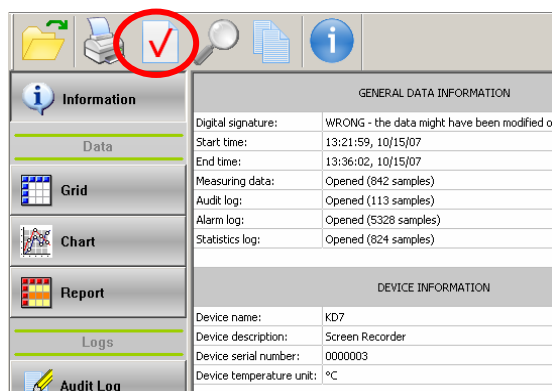 Information
Data
Grid
Chart
Report
Logs
Audit Log
GENERAL DATA INFORMATION
Digital signature: WRONG - the data might have been modified o
Start time: 13:21:59, 10/15/07
End time: 13:36:02, 10/15/07
Measuring data: Opened (842 samples)
Audit log: Opened (113 samples)
Alarm log: Opened (5328 samples)
Statistics log: Opened (824 samples)
DEVICE INFORMATION
Device name: KD7
Device description: Screen Recorder
Device serial number: 0000003
Device temperature unit: °C